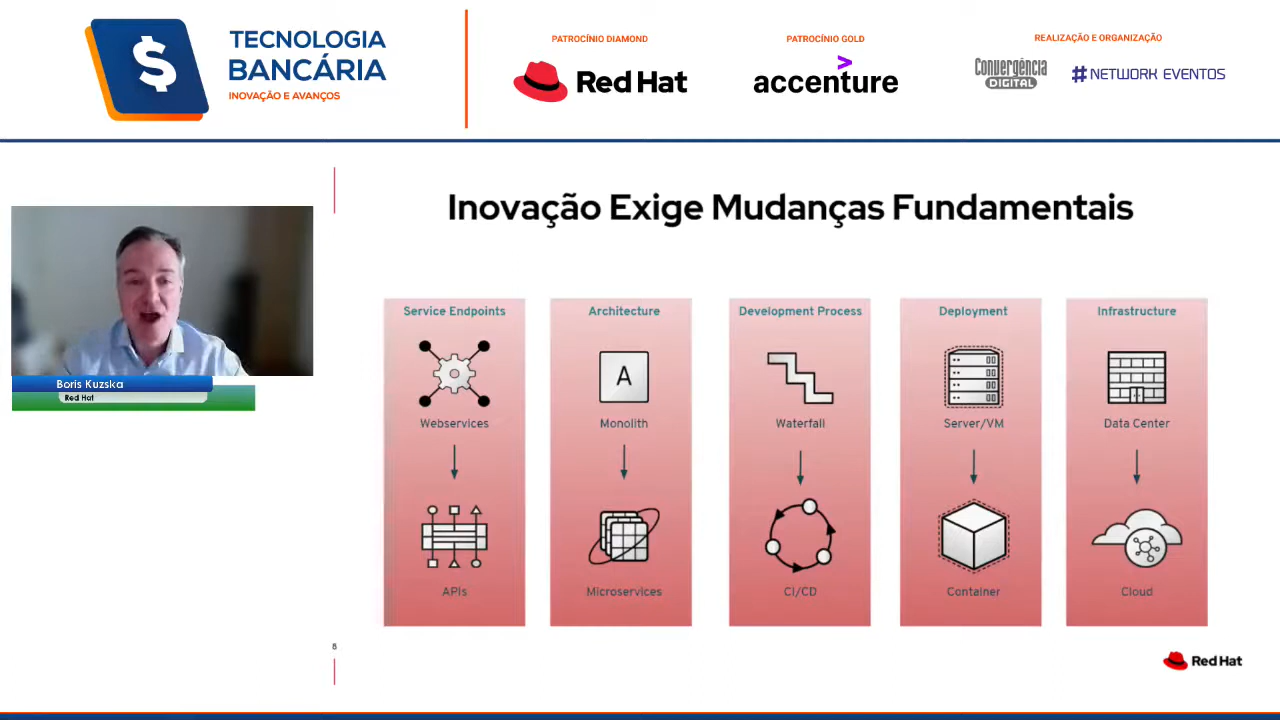 TECNOLOGIA
BANCÁRIA
INOVAÇÃO E AVANÇOS
PATROCÍNIO DIAMOND
Red Hat
PATROCÍNIO GOLD
accenture
REALIZAÇÃO E ORGANIZAÇÃO
Convergência
DIGITAL
#NETWORK EVENTOS
Inovação Exige Mudanças Fundamentais
Boris Kuzska
Red Hat
Service Endpoints
Webservices
APIs
Architecture
A
Monolith
Microservices
Development Process
Waterfall
CI/CD
Deployment
Server/VM
Container
Infrastructure
Data Center
Cloud
8
Red Hat